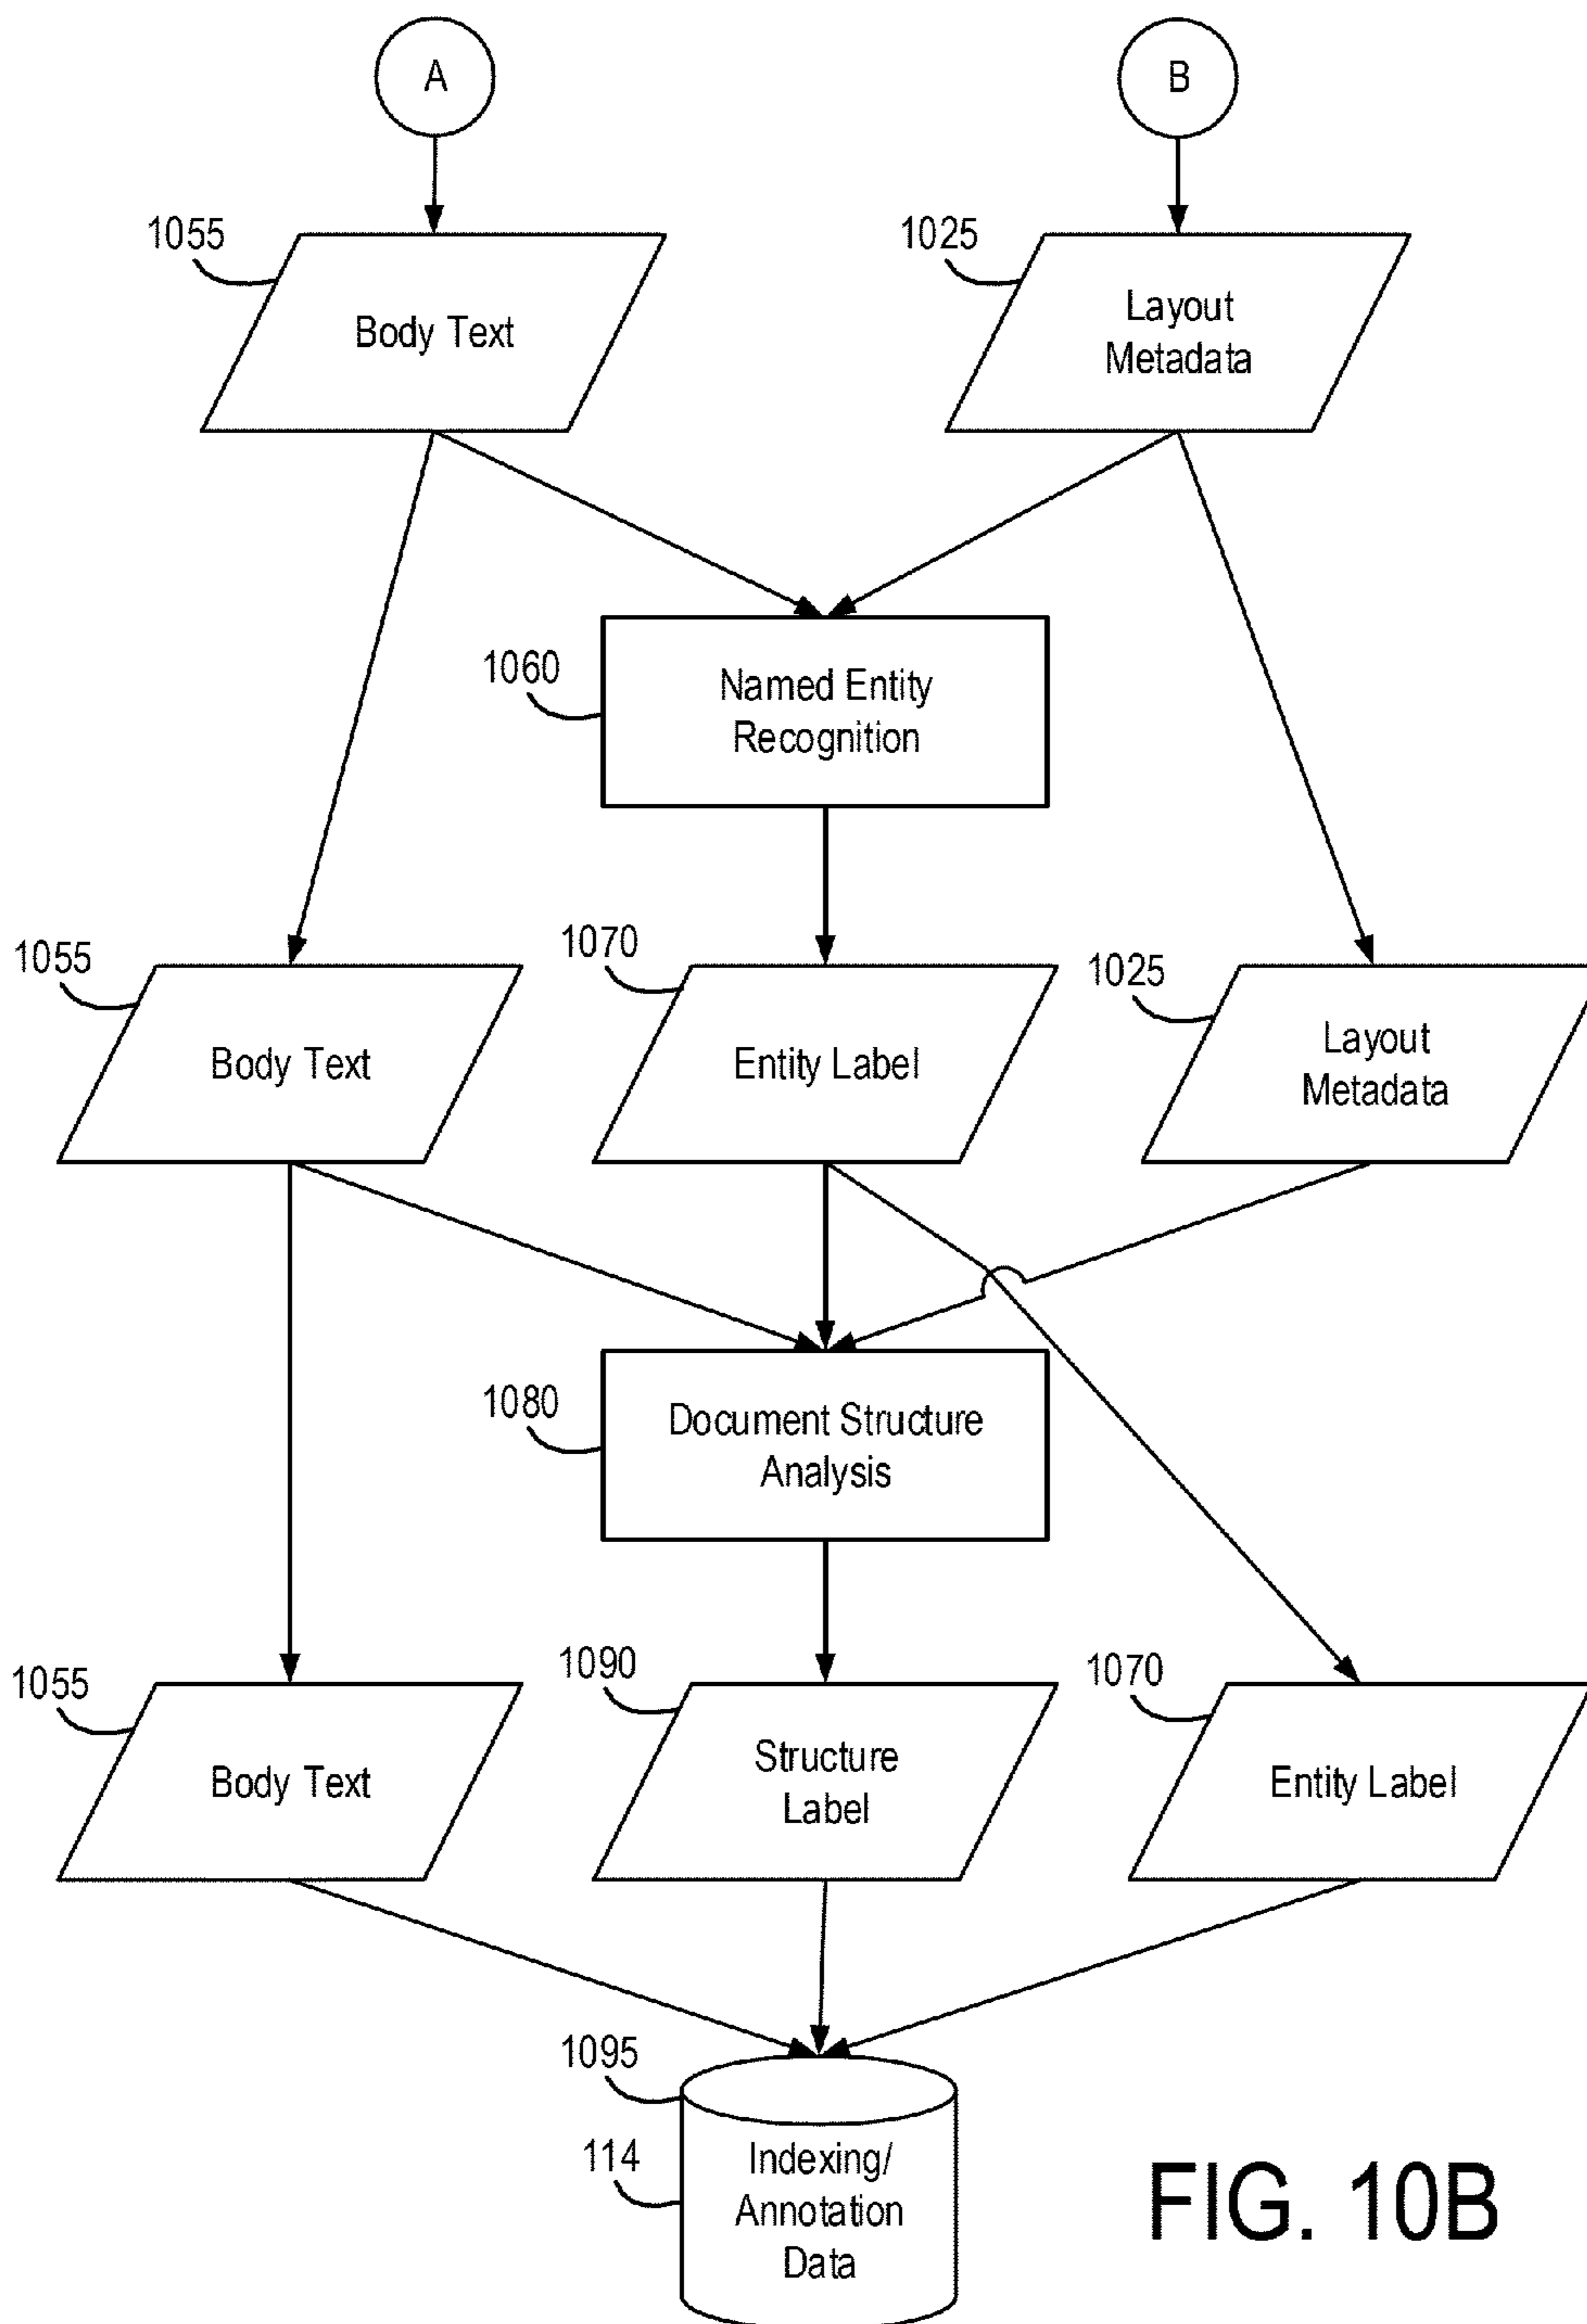 A
B
1055
1025
Body Text
Layout
Metadata
1060
Named Entity
Recognition
1055
1070
1025
Body Text
Entity Label
Layout
Metadata
1080
Document Structure
Analysis
1055
1090
1070
Body Text
Structure
Label
Entity Label
1095
114
Indexing/
Annotation
Data
FIG. 10B